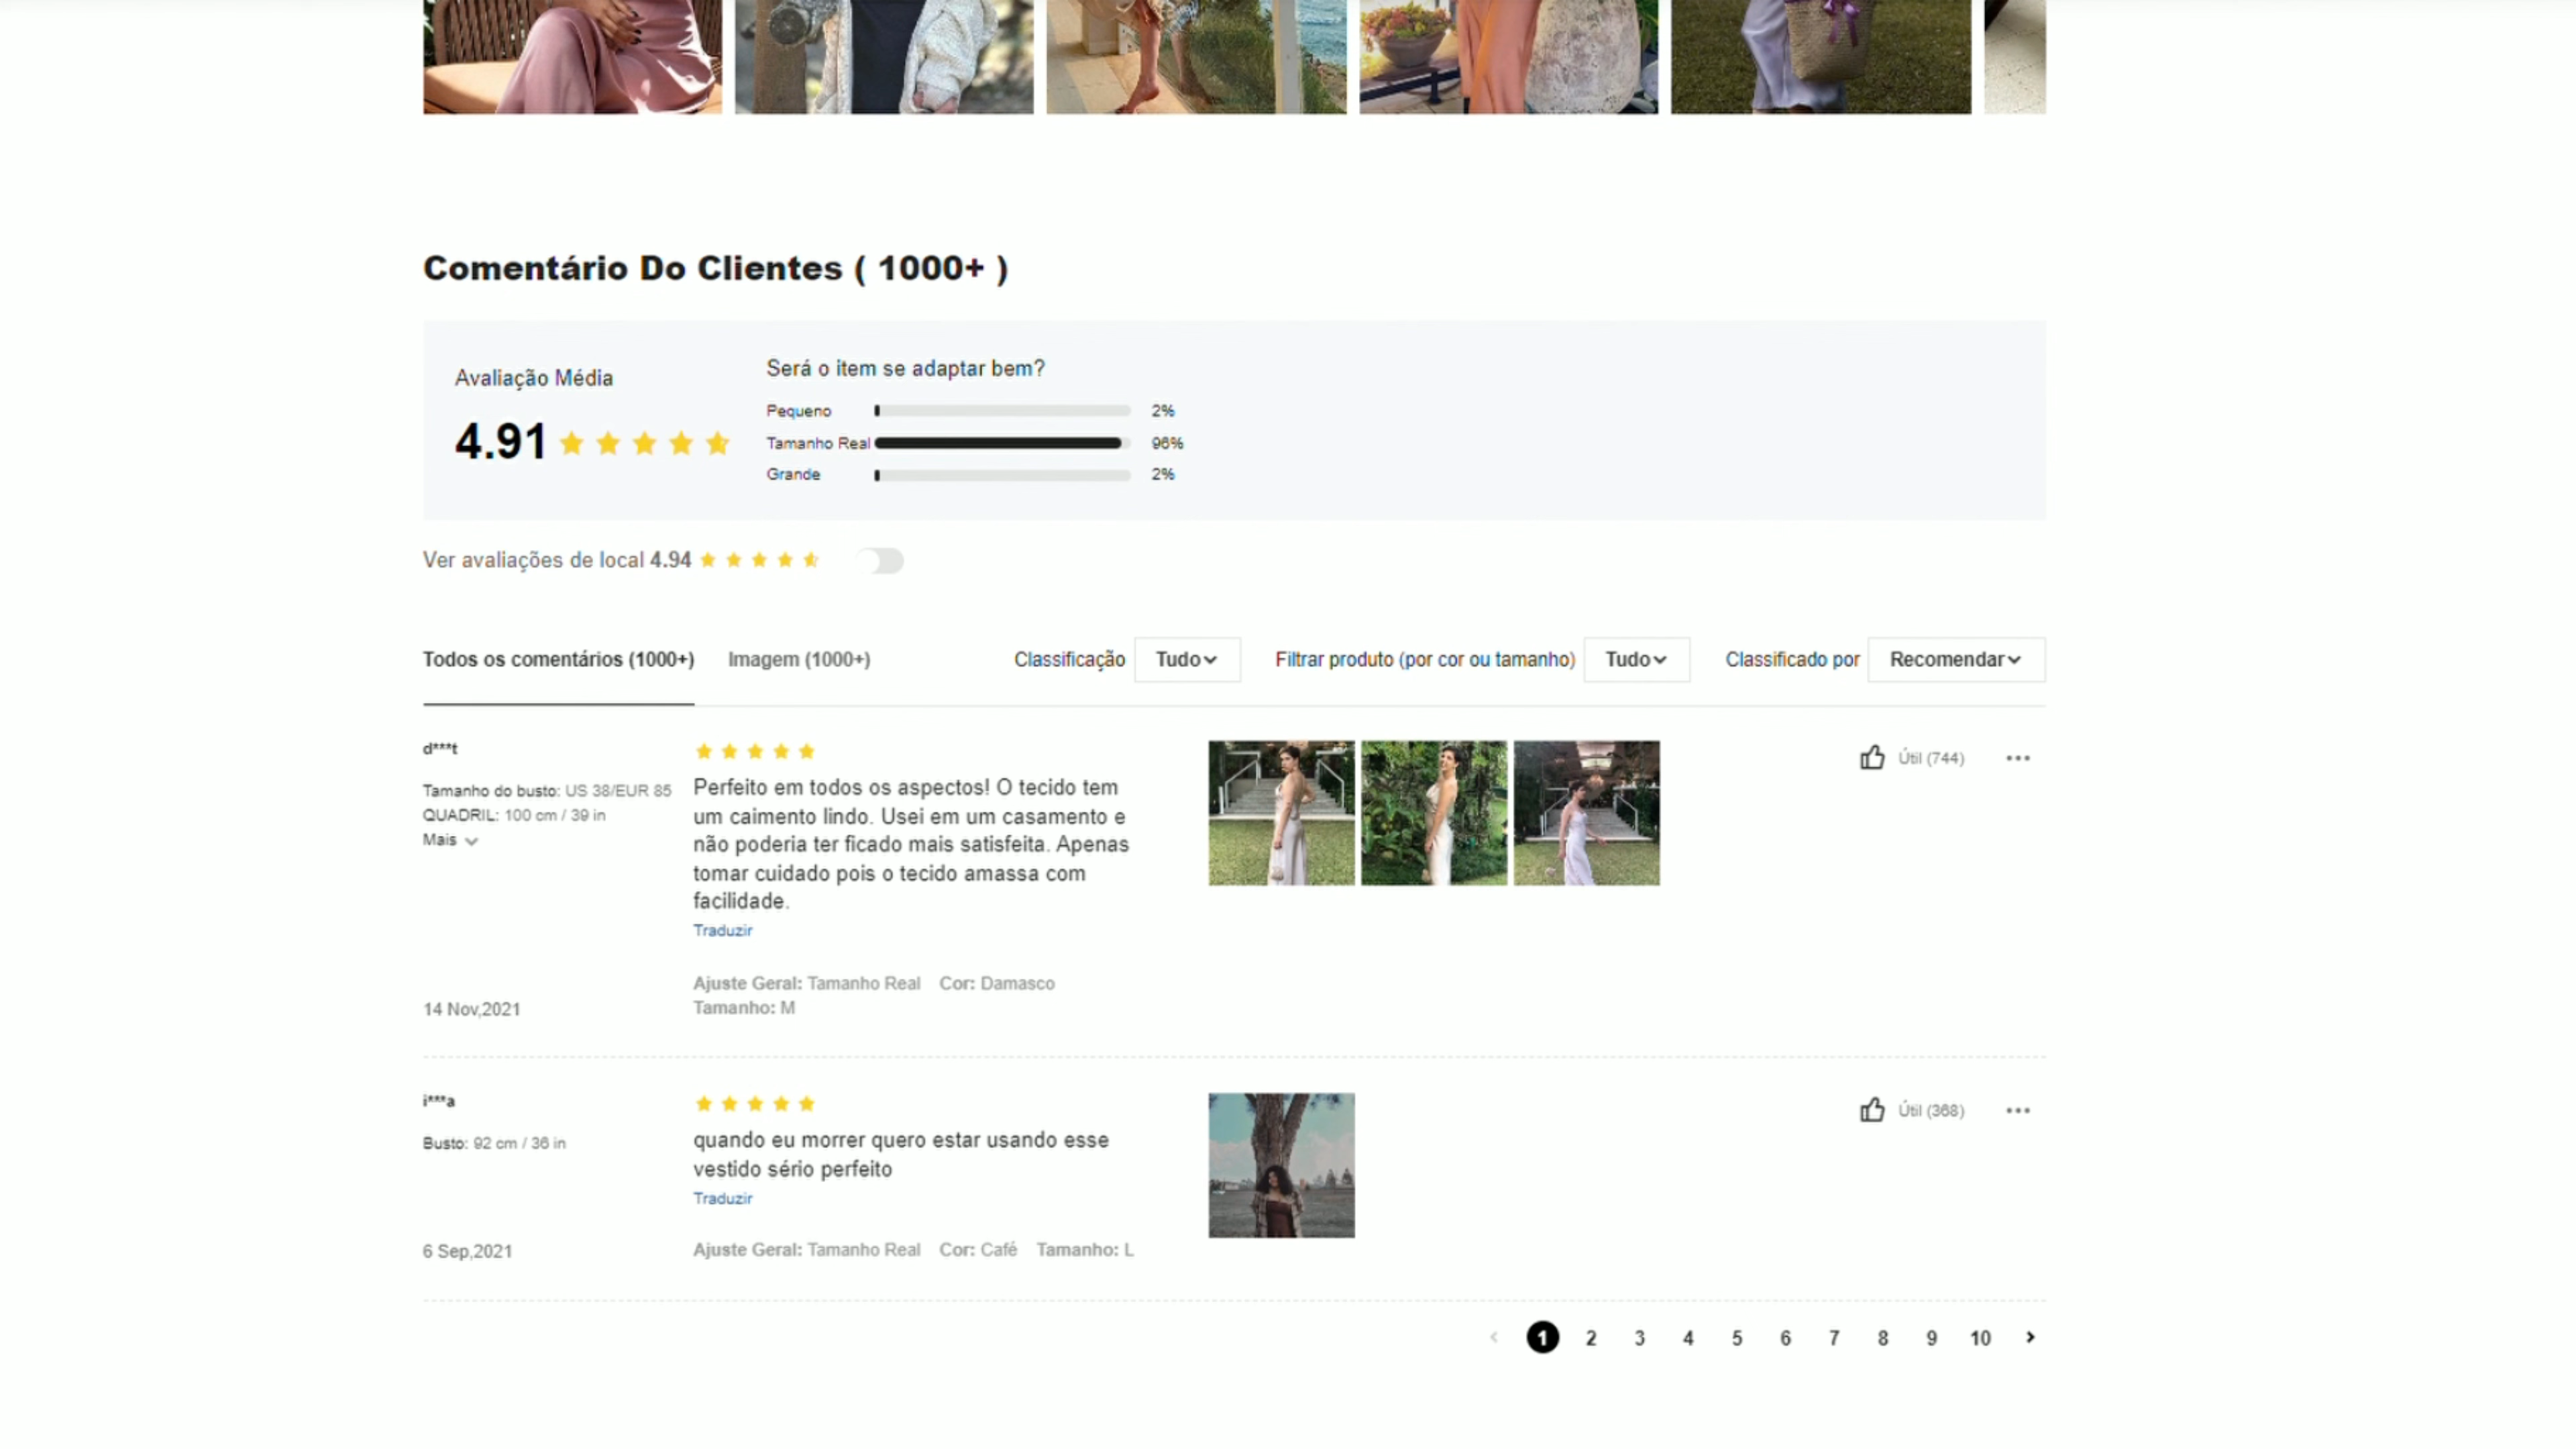 Comentário Do Clientes ( 1000+ )
Avaliação Média
4.91
Será o item se adaptar bem?
Pequeno 2%
Tamanho Real 96%
Grande 2%
Ver avaliações de local 4.94
Todos os comentários (1000+) Imagem (1000+) Classificação Tudo Filtrar produto (por cor ou tamanho) Tudo Classificado por Recomendar
d***t
Tamanho do busto: US 38/EUR 85
QUADRIL: 100 cm / 39 in
Mais
14 Nov,2021
Perfeito em todos os aspectos! O tecido tem
um caimento lindo. Usei em um casamento e
não poderia ter ficado mais satisfeita. Apenas
tomar cuidado pois o tecido amassa com
facilidade.
Traduzir
Ajuste Geral: Tamanho Real Cor: Damasco
Tamanho: M
Útil (744)
i***a
Busto: 92 cm / 36 in
6 Sep,2021
quando eu morrer quero estar usando esse
vestido sério perfeito
Traduzir
Ajuste Geral: Tamanho Real Cor: Café Tamanho: L
Útil (368)
1 2 3 4 5 6 7 8 9 10